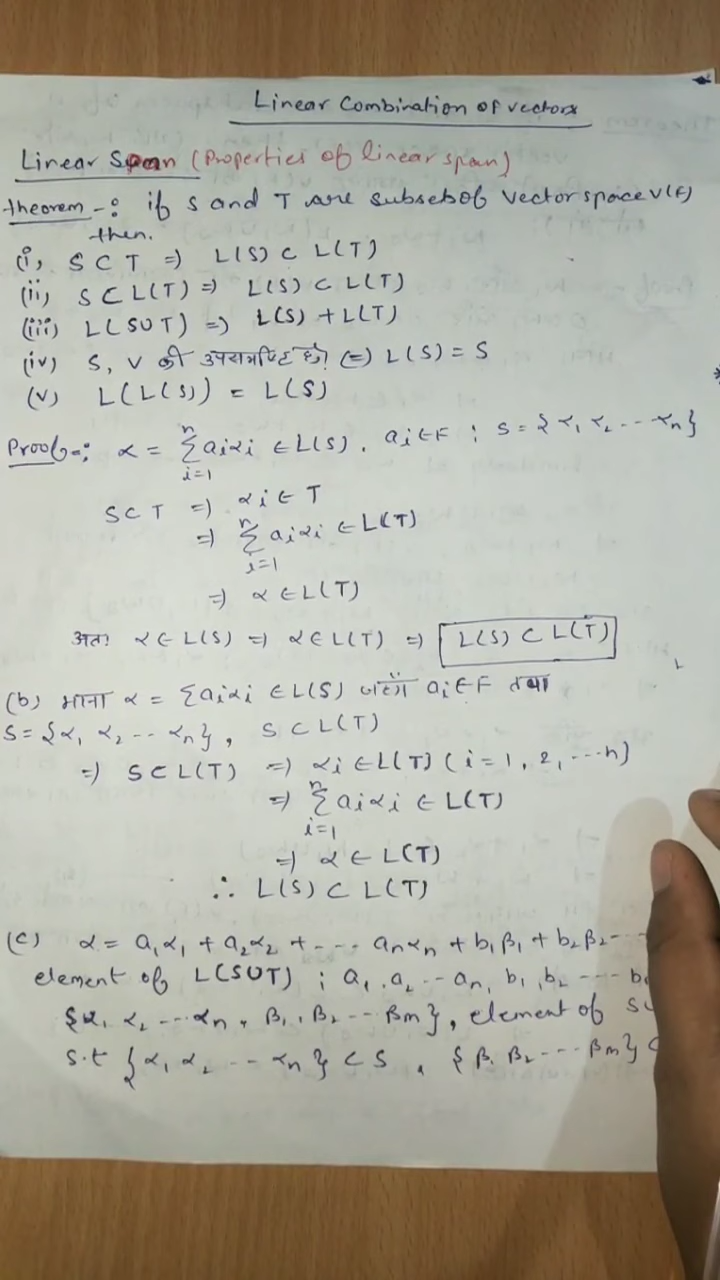 Linear Combination of vectors
Linear Span (Properties of linear span)
theorem -: if S and T are subset of vector space V(F)
then.
(i) S ⊂ T ⇒ L(S) ⊂ L(T)
(ii) S ⊂ L(T) ⇒ L(S) ⊂ L(T)
(iii) L(S∪T) ⇒ L(S) + L(T)
(iv) S, V की उपसमष्टि है। ⇔ L(S) = S
(v) L(L(S)) = L(S)
Proof -: α = n Σ i=1 aiαi ∈ L(S), ai ∈ F ; S = {α1 α2 -- αn}
S ⊂ T ⇒ αi ∈ T
⇒ n Σ i=1 aiαi ∈ L(T)
⇒ α ∈ L(T)
अतः α ∈ L(S) ⇒ α ∈ L(T) ⇒ L(S) ⊂ L(T)
(b) माना α = Σaiαi ∈ L(S) जहाँ ai ∈ F तथा
S = {α1 α2 -- αn}, S ⊂ L(T)
⇒ S ⊂ L(T) ⇒ αi ∈ L(T) (i = 1, 2, ---n)
⇒ n Σ i=1 aiαi ∈ L(T)
⇒ α ∈ L(T)
∴ L(S) ⊂ L(T)
(c) α = a1α1 + a2α2 + --- anαn + b1β1 + b2β2 --
element of L(S∪T) ; a1, a2 -- an, b1, b2 ---- b
{α1 α2 --- αn, β1, β2 --- βm}, element of S
s.t {α1 α2 -- αn} ⊂ S, {β1 β2 --- βm} ⊂